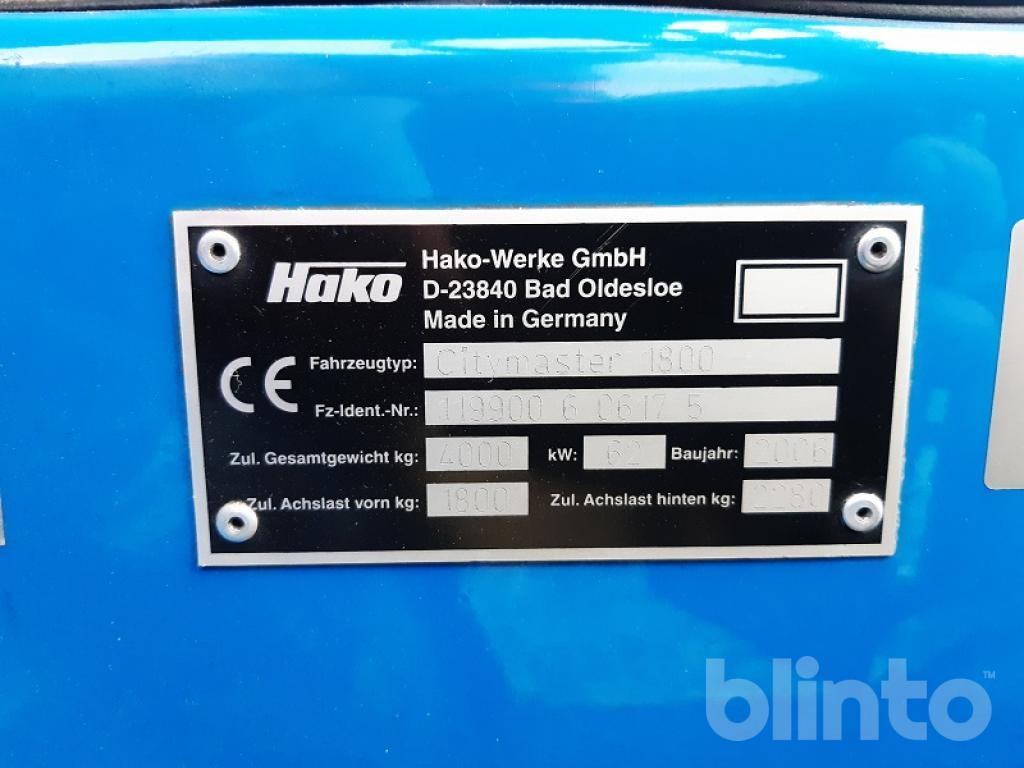 Hako
Hako-Werke GmbH
D-23840 Bad Oldesloe
Made in Germany
CE
Fahrzeugtyp: Citymaster 1800
Fz-Ident.-Nr.: 119900 6 0617 5
Zul. Gesamtgewicht kg: 4000 kW: 62 Baujahr: 2006
Zul. Achslast vorn kg: 1800 Zul. Achslast hinten kg: 2280
blinto™